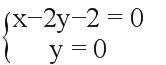 x−2y−2 = 0
y = 0